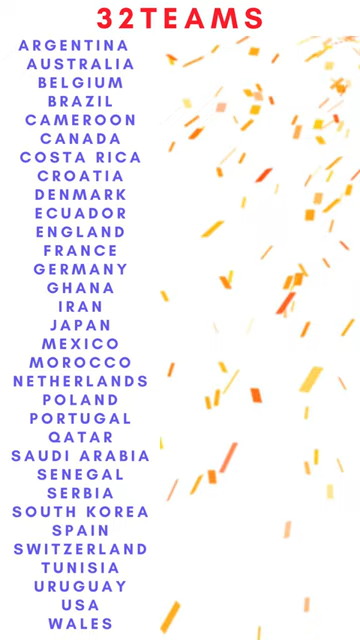 32TEAMS
ARGENTINA
AUSTRALIA
BELGIUM
BRAZIL
CAMEROON
CANADA
COSTA RICA
CROATIA
DENMARK
ECUADOR
ENGLAND
FRANCE
GERMANY
GHANA
IRAN
JAPAN
MEXICO
MOROCCO
NETHERLANDS
POLAND
PORTUGAL
QATAR
SAUDI ARABIA
SENEGAL
SERBIA
SOUTH KOREA
SPAIN
SWITZERLAND
TUNISIA
URUGUAY
USA
WALES